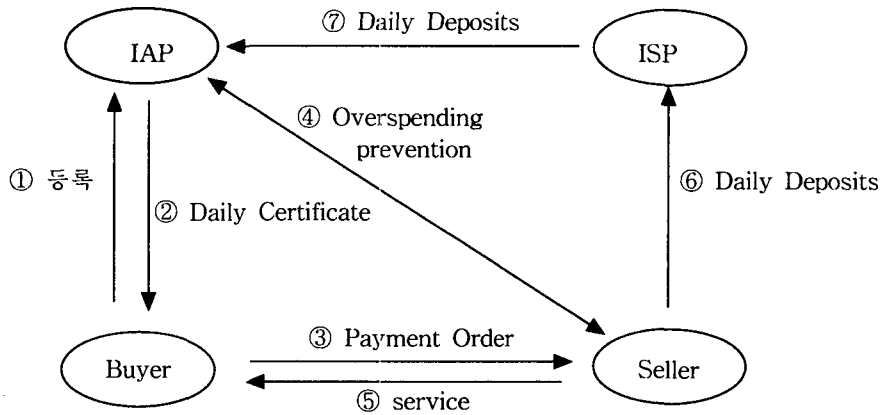 ⑦ Daily Deposits
IAP
ISP
④ Overspending
prevention
① 등록
⑥ Daily Deposits
② Daily Certificate
③ Payment Order
Buyer
Seller
⑤ service